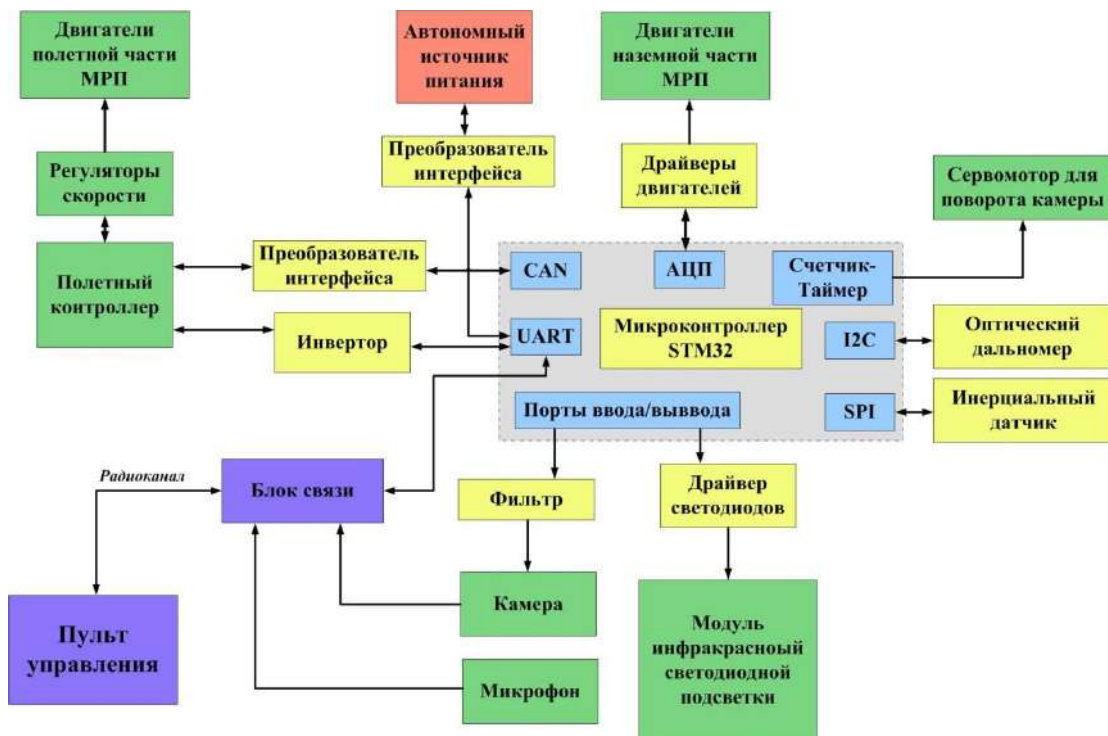 Двигатели
полетной части
МРП
Автономный
источник
питания
Двигатели
наземной части
МРП
Регуляторы
скорости
Преобразователь
интерфейса
Драйверы
двигателей
Сервомотор для
поворота камеры
Полетный
контроллер
Преобразователь
интерфейса
CAN
АЦП
Счетчик-
Таймер
Инвертор
UART
Микроконтроллер
STM32
I2C
Оптический
дальномер
Порты ввода/выввода
SPI
Инерциальный
датчик
Радиоканал
Блок связи
Фильтр
Драйвер
светодиодов
Пульт
управления
Камера
Микрофон
Модуль
инфракрасноый
светодиодной
подсветки